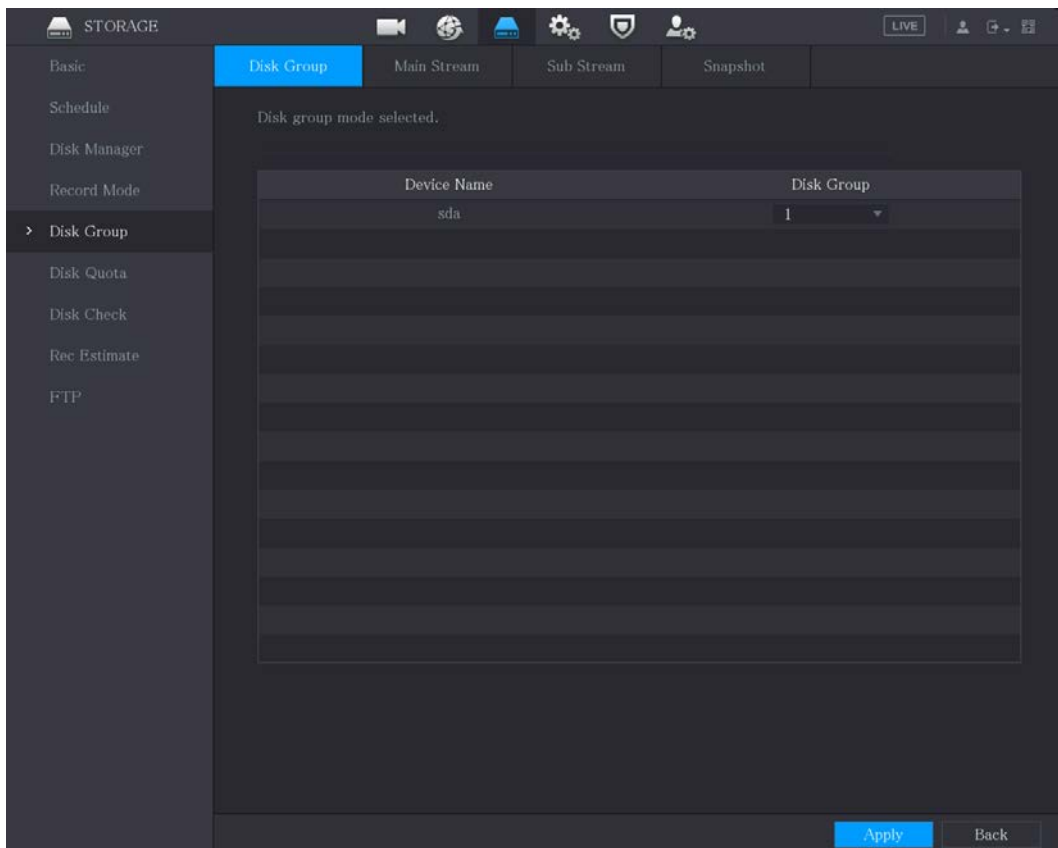 STORAGE
LIVE
Basic
Schedule
Disk Manager
Record Mode
Disk Group
Disk Quota
Disk Check
Rec Estimate
FTP
Disk Group Main Stream Sub Stream Snapshot
Disk group mode selected.
Device Name Disk Group
sda 1
Apply Back